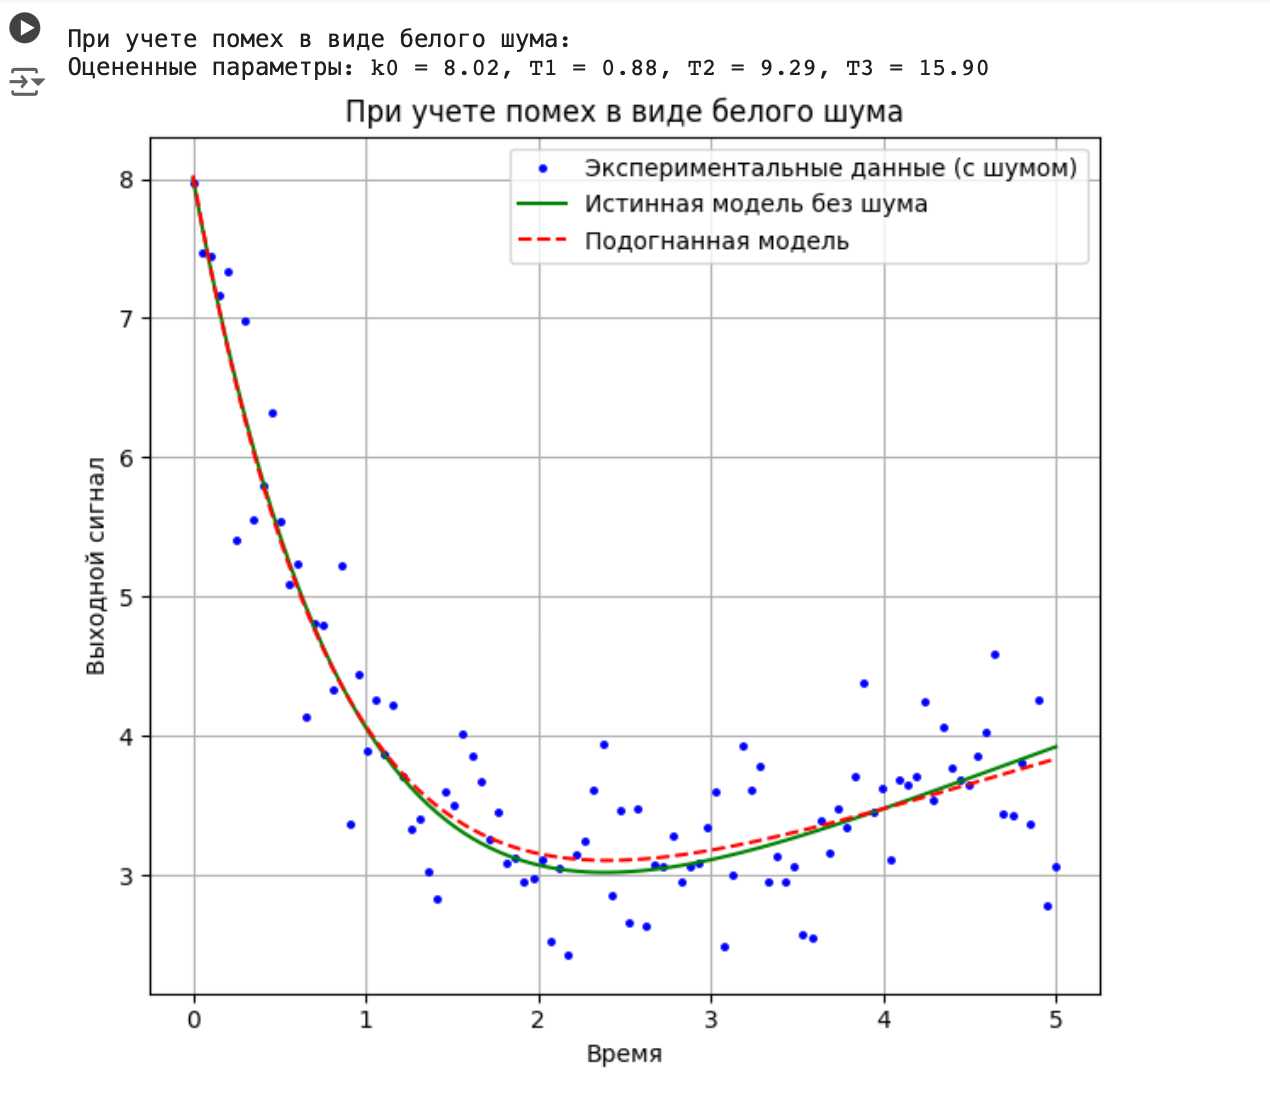 При учете помех в виде белого шума:
Оцененные параметры: k0 = 8.02, T1 = 0.88, T2 = 9.29, T3 = 15.90
При учете помех в виде белого шума
Экспериментальные данные (с шумом)
Истинная модель без шума
Подогнанная модель
8
7
6
5
4
3
Выходной сигнал
0 1 2 3 4 5
Время